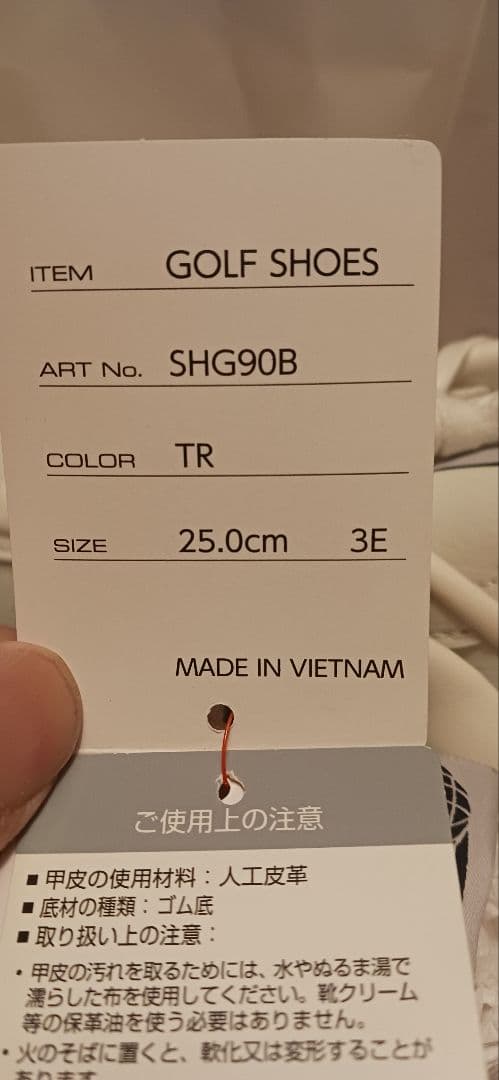 ITEM GOLF SHOES
ART No. SHG90B
COLOR TR
SIZE 25.0cm 3E
MADE IN VIETNAM
ご使用上の注意
■ 甲皮の使用材料：人工皮革
■ 底材の種類：ゴム底
■ 取り扱い上の注意：
・甲皮の汚れを取るためには、水やぬるま湯で
濡らした布を使用してください。靴クリーム
等の保革油を使う必要はありません。
・火のそばに置くと、軟化又は変形することが
あります